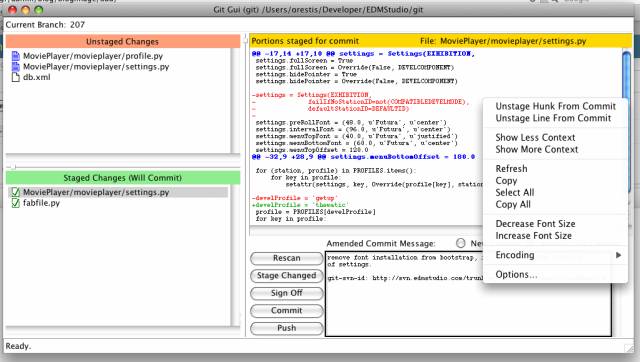 Git Gui (git) /Users/orestis/Developer/EDMStudio/git
Current Branch: 207
Unstaged Changes
MoviePlayer/movieplayer/profile.py
MoviePlayer/movieplayer/settings.py
db.xml
Staged Changes (Will Commit)
MoviePlayer/movieplayer/settings.py
fabfile.py
Portions staged for commit File: MoviePlayer/movieplayer/settings.py
@@ -17,14 +17,10 @@ settings = Settings(EXHIBITION,
settings.fullScreen = True
settings.fullScreen = Override(False, DEVELCOMPONENT)
settings.hidePointer = True
settings.hidePointer = Override(False, DEVELCOMPONENT)
-settings = Settings(EXHIBITION,
- failIfNoStationID=not(COMPATIBLEDEVELMODE),
- defaultStationID=DEFAULTID)
-
settings.preRollFont = (48.0, u'Futura', u'center')
settings.intervalFont = (96.0, u'Futura', u'center')
settings.menuTopFont = (40.0, u'Futura', u'justified')
settings.menuBottomFont = (60.0, u'Futura', u'center')
settings.menuTopOffset = 120.0
@@ -32,9 +28,9 @@ settings.menuBottomOffset = 180.0
for (station, profile) in PROFILES.items():
for key in profile:
setattr(settings, key, Override(profile[key], station
-develProfile = 'getup'
+develProfile = 'thematic'
profile = PROFILES[develProfile]
for key in profile:
Unstage Hunk From Commit
Unstage Line From Commit
Show Less Context
Show More Context
Refresh
Copy
Select All
Copy All
Decrease Font Size
Increase Font Size
Encoding
Options...
Amended Commit Message: Ne
Rescan
Stage Changed
Sign Off
Commit
Push
remove font installation from bootstrap,
of settings.
git-svn-id: http://svn.edmstudio.com/trunk
Ready.